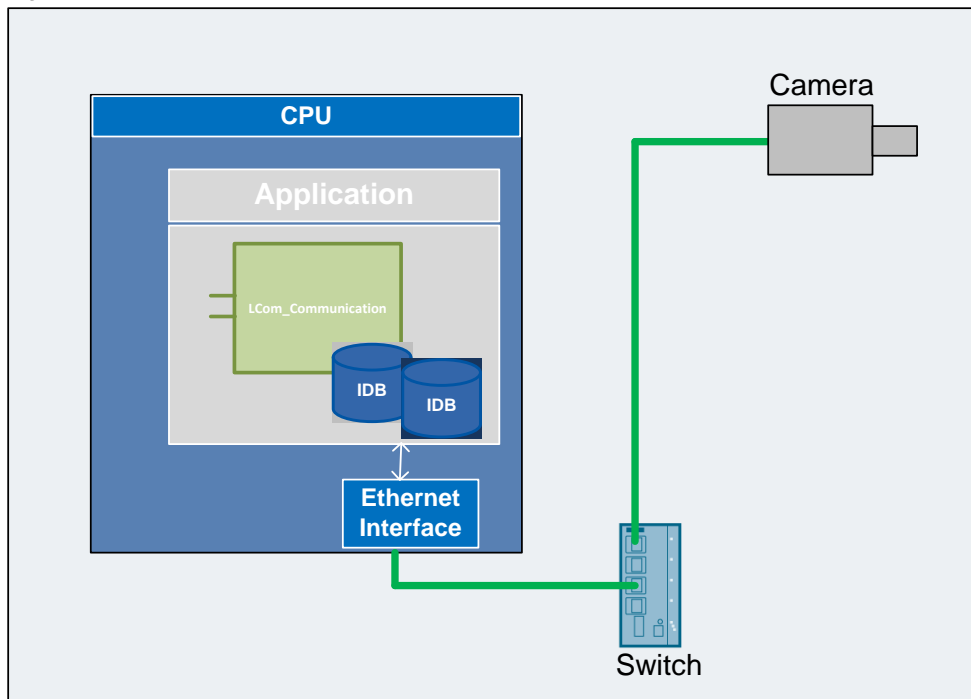 CPU
Camera
Application
LCom_Communication
IDB
IDB
Ethernet
Interface
Switch